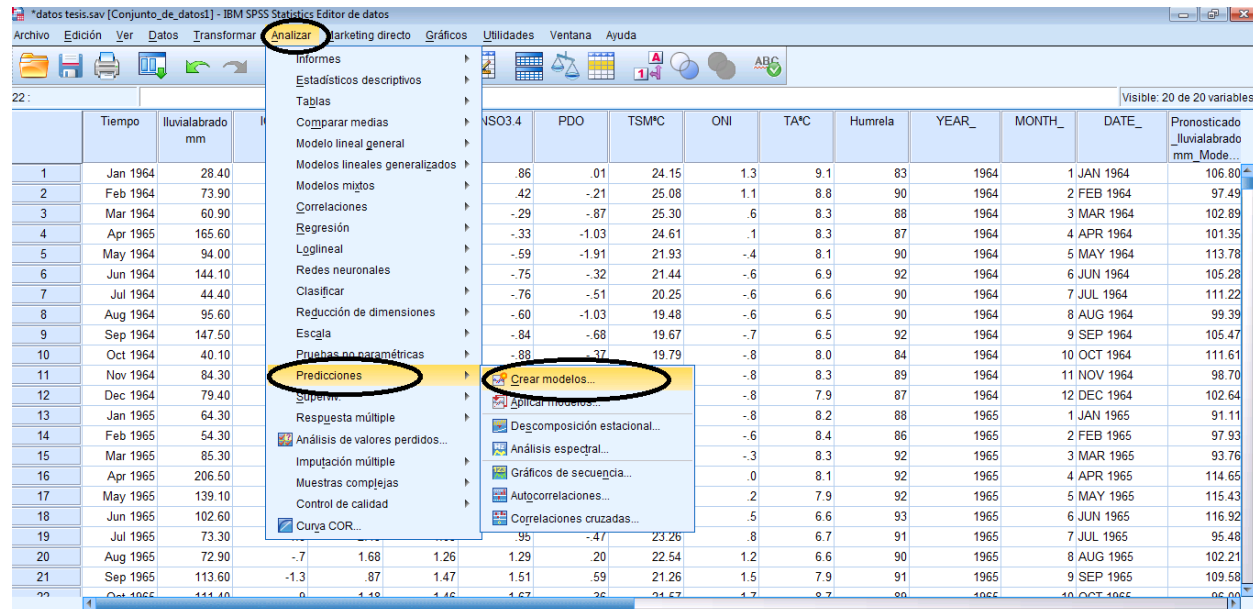 *datos tesis.sav [Conjunto_de_datos1] - IBM SPSS Statistics Editor de datos
Archivo Edición Ver Datos Transformar Analizar Marketing directo Gráficos Utilidades Ventana Ayuda
22 :
Visible: 20 de 20 variables
Informes
Estadísticos descriptivos
Tablas
Comparar medias
Modelo lineal general
Modelos lineales generalizados
Modelos mixtos
Correlaciones
Regresión
Loglineal
Redes neuronales
Clasificar
Reducción de dimensiones
Escala
Pruebas no paramétricas
Predicciones
Superviv.
Respuesta múltiple
Análisis de valores perdidos...
Imputación múltiple
Muestras complejas
Control de calidad
Curva COR...
Crear modelos...
Aplicar modelos...
Descomposición estacional...
Análisis espectral...
Gráficos de secuencia...
Autocorrelaciones...
Correlaciones cruzadas...
Tiempo lluvialabrado mm NSO3.4 PDO TSMºC ONI TAºC Humrela YEAR_ MONTH_ DATE_ Pronosticado _lluvialabrado mm_Mode...
1 Jan 1964 28.40 .86 .01 24.15 1.3 9.1 83 1964 1 JAN 1964 106.80
2 Feb 1964 73.90 .42 -.21 25.08 1.1 8.8 90 1964 2 FEB 1964 97.49
3 Mar 1964 60.90 -.29 -.87 25.30 .6 8.3 88 1964 3 MAR 1964 102.89
4 Apr 1964 165.60 -.33 -1.03 24.61 .1 8.3 87 1964 4 APR 1964 101.35
5 May 1964 94.00 -.59 -1.91 21.93 -.4 8.1 90 1964 5 MAY 1964 113.78
6 Jun 1964 144.10 -.75 -.32 21.44 -.6 6.9 92 1964 6 JUN 1964 105.28
7 Jul 1964 44.40 -.76 -.51 20.25 -.6 6.6 90 1964 7 JUL 1964 111.22
8 Aug 1964 95.60 -.60 -1.03 19.48 -.6 6.5 90 1964 8 AUG 1964 99.39
9 Sep 1964 147.50 -.84 -.68 19.67 -.7 6.5 92 1964 9 SEP 1964 105.47
10 Oct 1964 40.10 -.88 -.37 19.79 -.8 8.0 84 1964 10 OCT 1964 111.61
11 Nov 1964 84.30 -.8 8.3 89 1964 11 NOV 1964 98.70
12 Dec 1964 79.40 -.8 7.9 87 1964 12 DEC 1964 102.64
13 Jan 1965 64.30 -.8 8.2 88 1965 1 JAN 1965 91.11
14 Feb 1965 54.30 -.6 8.4 86 1965 2 FEB 1965 97.93
15 Mar 1965 85.30 -.3 8.3 92 1965 3 MAR 1965 93.76
16 Apr 1965 206.50 .0 8.1 92 1965 4 APR 1965 114.65
17 May 1965 139.10 .2 7.9 92 1965 5 MAY 1965 115.43
18 Jun 1965 102.60 .5 6.6 93 1965 6 JUN 1965 116.92
19 Jul 1965 73.30 .95 -.47 23.26 .8 6.7 91 1965 7 JUL 1965 95.48
20 Aug 1965 72.90 -.7 1.68 1.26 1.29 .20 22.54 1.2 6.6 90 1965 8 AUG 1965 102.21
21 Sep 1965 113.60 -1.3 .87 1.47 1.51 .59 21.26 1.5 7.9 91 1965 9 SEP 1965 109.58